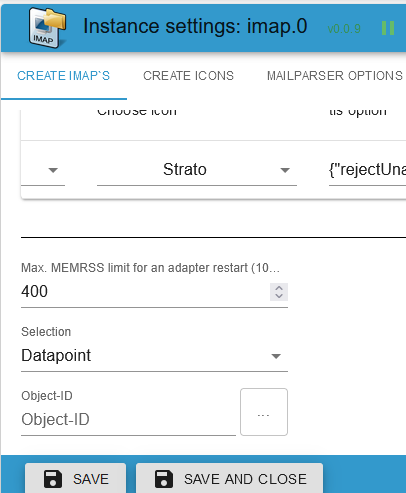 IMAP
Instance settings: imap.0 v0.0.9
CREATE IMAP`S CREATE ICONS MAILPARSER OPTIONS
Choose icon tls option
Strato {"rejectUna
Max. MEMRSS limit for an adapter restart (10...
400
Selection
Datapoint
Object-ID
Object-ID ...
SAVE SAVE AND CLOSE